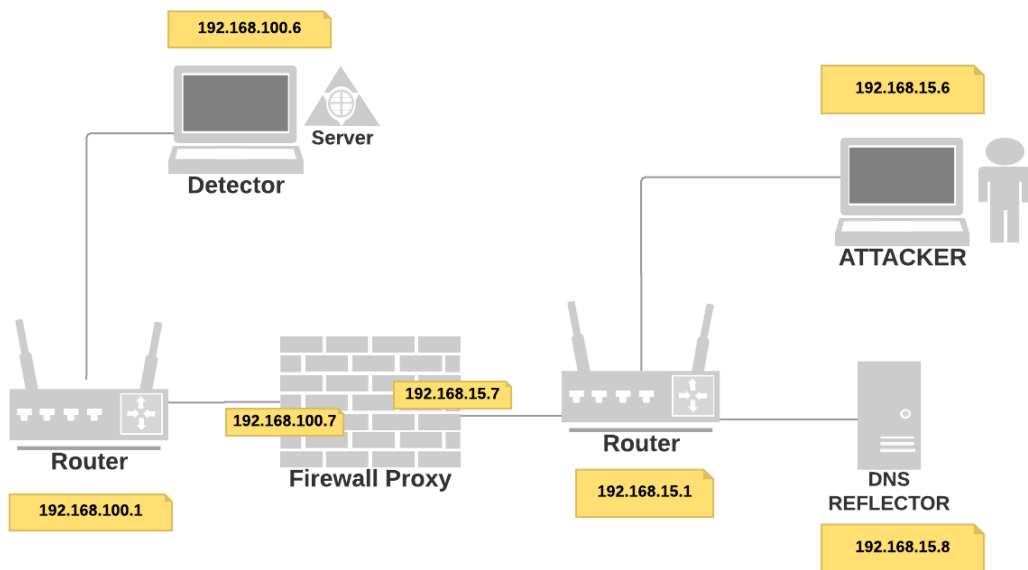 192.168.100.6
Server
Detector
192.168.15.6
ATTACKER
192.168.15.7
192.168.100.7
Firewall Proxy
Router
192.168.100.1
Router
192.168.15.1
DNS
REFLECTOR
192.168.15.8